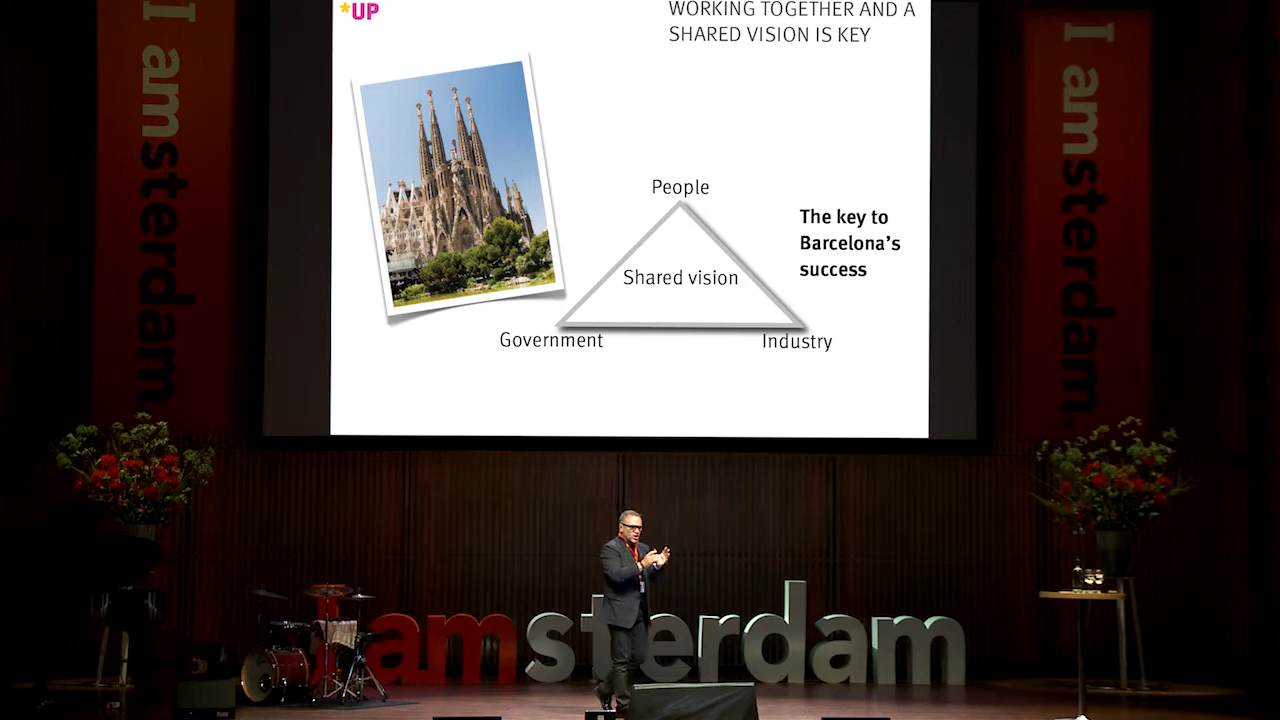 *UP
WORKING TOGETHER AND A
SHARED VISION IS KEY
People
The key to
Barcelona's
success
Shared vision
Government
Industry
I amsterdam.
I amsterdam.
I amsterdam